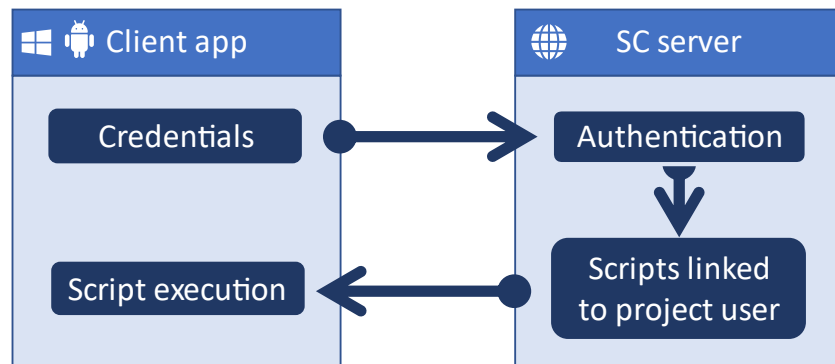 Client app
SC server
Credentials
Authentication
Script execution
Scripts linked
to project user